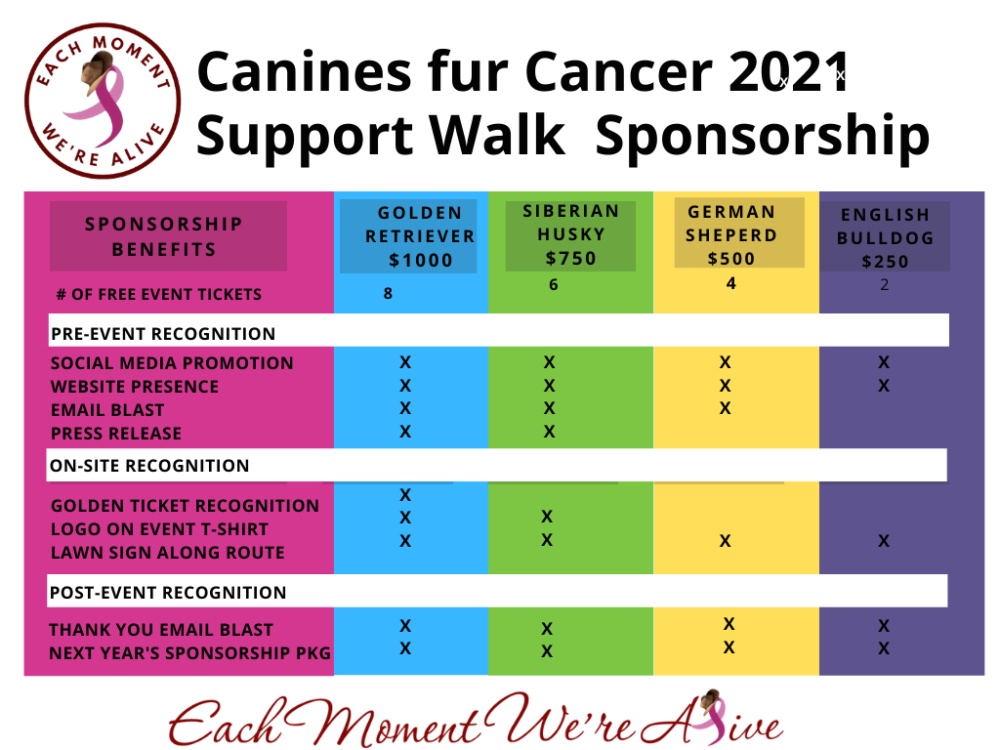 EACH MOMENT
WE'RE ALIVE
Canines fur Cancer 2021
x x
Support Walk Sponsorship
SPONSORSHIP
BENEFITS
GOLDEN
RETRIEVER
$1000
SIBERIAN
HUSKY
$750
GERMAN
SHEPERD
$500
ENGLISH
BULLDOG
$250
# OF FREE EVENT TICKETS 8 6 4 2
PRE-EVENT RECOGNITION
SOCIAL MEDIA PROMOTION X X X X
WEBSITE PRESENCE X X X X
EMAIL BLAST X X X
PRESS RELEASE X X
ON-SITE RECOGNITION
GOLDEN TICKET RECOGNITION X
LOGO ON EVENT T-SHIRT X X
LAWN SIGN ALONG ROUTE X X X X
POST-EVENT RECOGNITION
THANK YOU EMAIL BLAST X X X X
NEXT YEAR'S SPONSORSHIP PKG X X X X
Each Moment We're Alive